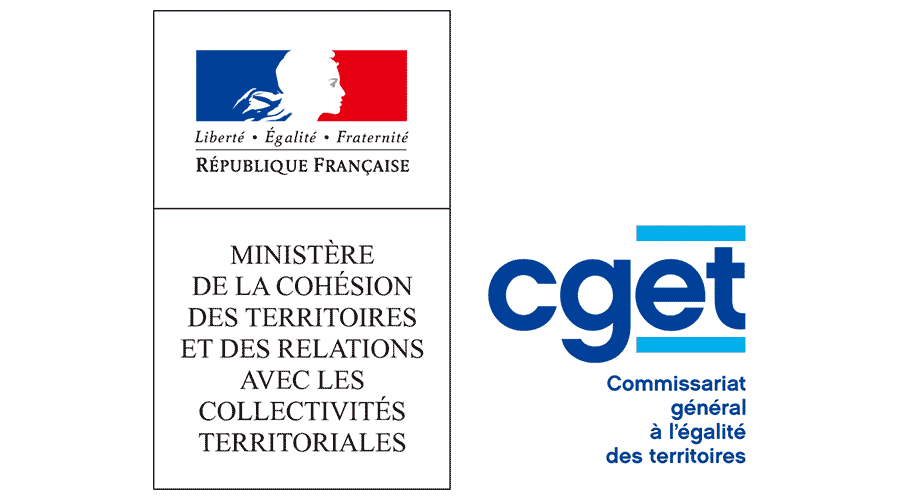 Liberté • Égalité • Fraternité
RÉPUBLIQUE FRANÇAISE
MINISTÈRE
DE LA COHÉSION
DES TERRITOIRES
ET DES RELATIONS
AVEC LES
COLLECTIVITÉS
TERRITORIALES
cget
Commissariat
général
à l'égalité
des territoires